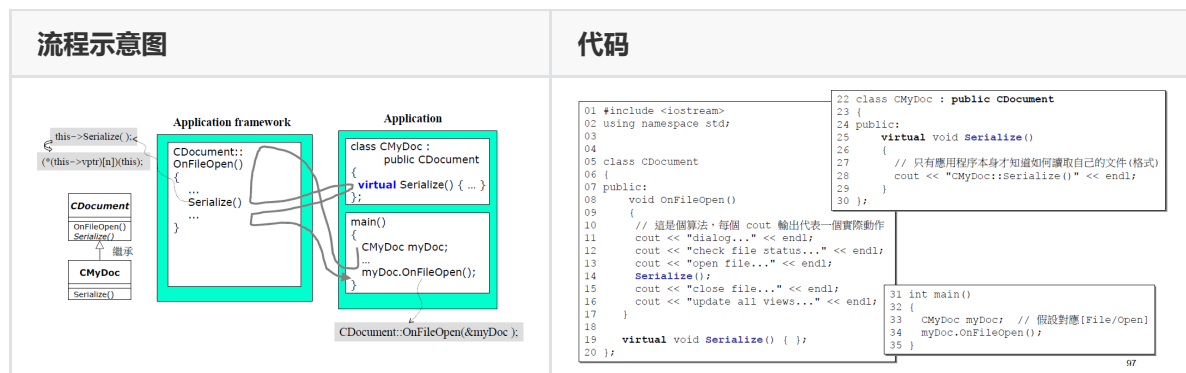 流程示意图
代码
Application framework
Application
this->Serialize( );
(*(this->vptr)[n])(this);
CDocument::
OnFileOpen()
{
...
Serialize()
...
}
class CMyDoc :
public CDocument
{
virtual Serialize() { ... }
};
main()
{
CMyDoc myDoc;
...
myDoc.OnFileOpen();
}
CDocument
OnFileOpen()
Serialize()
繼承
CMyDoc
Serialize()
CDocument::OnFileOpen(&myDoc );
01 #include <iostream>
02 using namespace std;
03
04
05 class CDocument
06 {
07 public:
08 void OnFileOpen()
09 {
10 // 這是個算法，每個 cout 輸出代表一個實際動作
11 cout << "dialog..." << endl;
12 cout << "check file status..." << endl;
13 cout << "open file..." << endl;
14 Serialize();
15 cout << "close file..." << endl;
16 cout << "update all views..." << endl;
17 }
18
19 virtual void Serialize() { };
20 };
22 class CMyDoc : public CDocument
23 {
24 public:
25 virtual void Serialize()
26 {
27 // 只有應用程序本身才知道如何讀取自己的文件(格式)
28 cout << "CMyDoc::Serialize()" << endl;
29 }
30 };
31 int main()
32 {
33 CMyDoc myDoc; // 假設對應[File/Open]
34 myDoc.OnFileOpen();
35 }
97